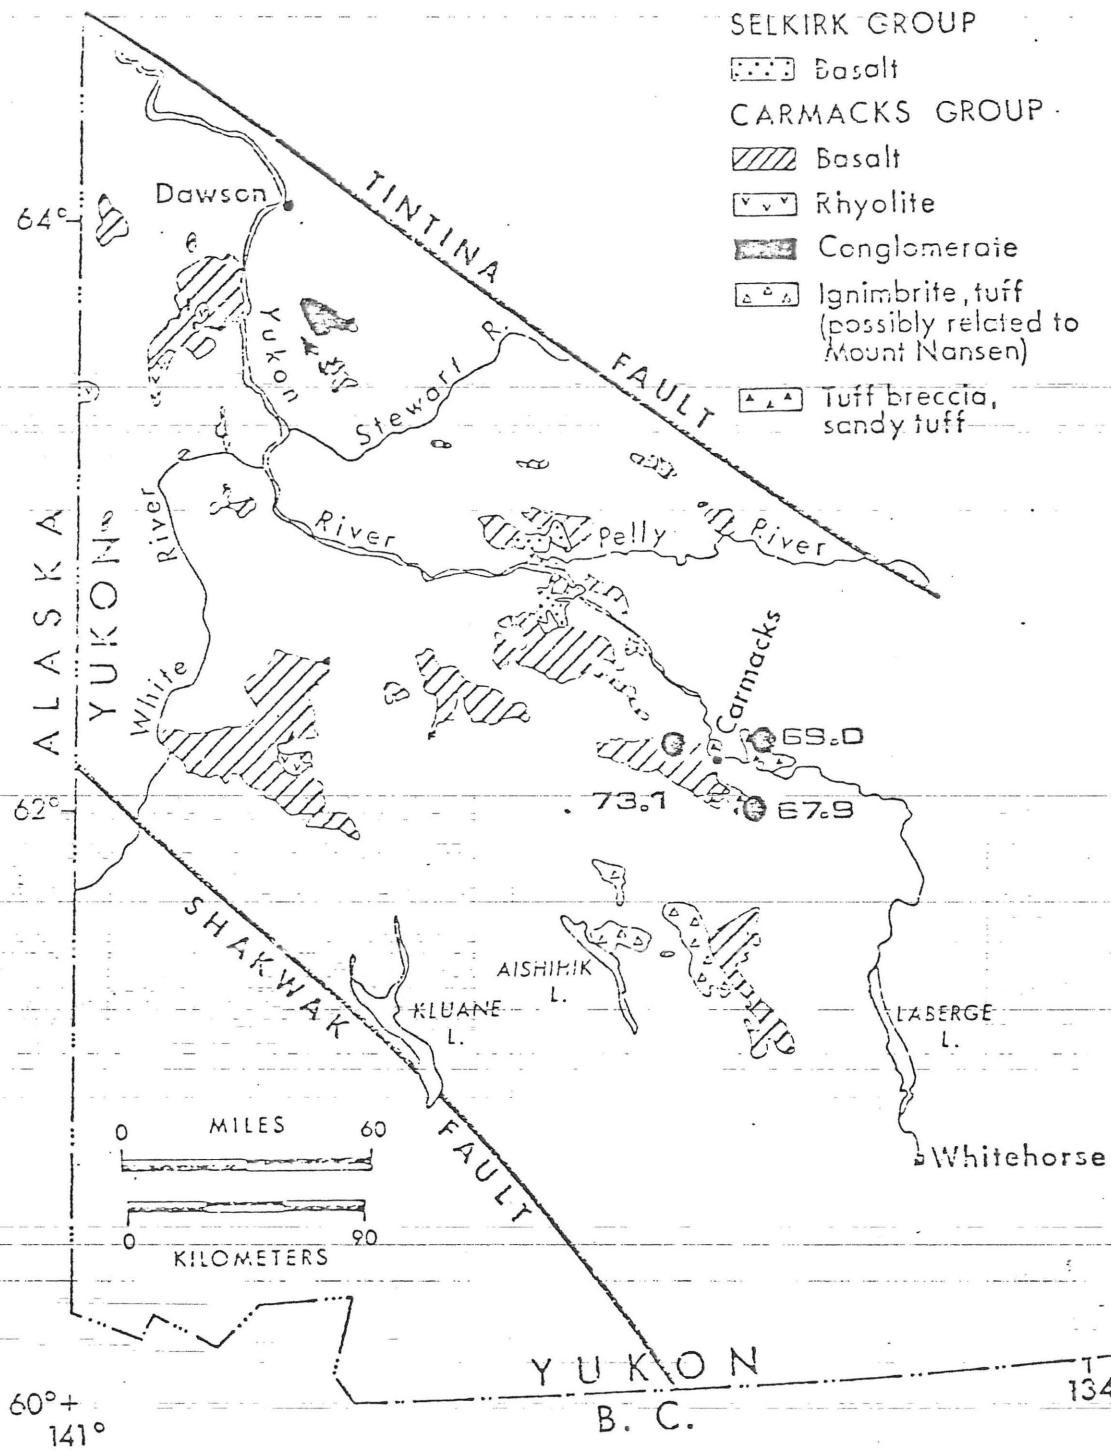 SELKIRK GROUP
Basalt
CARMACKS GROUP
Basalt
Rhyolite
Conglomerate
Ignimbrite, tuff
(possibly related to
Mount Nansen)
Tuff breccia,
sandy tuff
TINTINA FAULT
Dawson
64°
Yukon River
Stewart R.
Pelly River
White River
ALASKA
YUKON
Carmacks
69.0
73.1
67.9
62°
SHAKWAK FAULT
AISHIHIK
L.
KLUANE
L.
LABERGE
L.
0 MILES 60
Whitehorse
0 90
KILOMETERS
YUKON
B. C.
60°+
141°
134